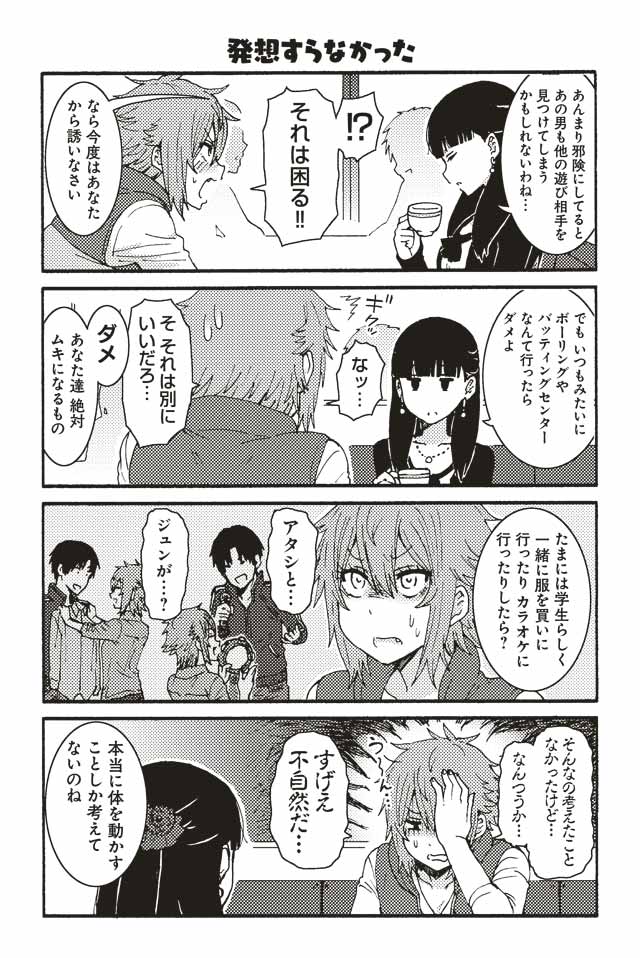 発想すらなかった
あんまり邪険にしてると
あの男も他の遊び相手を
見つけてしまう
かもしれないわね…
!?
それは困る!!
なら今度はあなた
から誘いなさい
でも いつもみたいに
ボーリングや
バッティングセンター
なんて行ったら
ダメよ
ギクッ
なッ…
そ それは別に
いいだろ…
ダメ
あなた達 絶対
ムキになるもの
たまには学生らしく
一緒に服を買いに
行ったり カラオケに
行ったりしたら?
アタシと…
ジュンが…?
そんなの考えたこと
なかったけど…
なんつうか…
うーん…
すげえ
不自然だ…
本当に体を動かす
ことしか考えて
ないのね